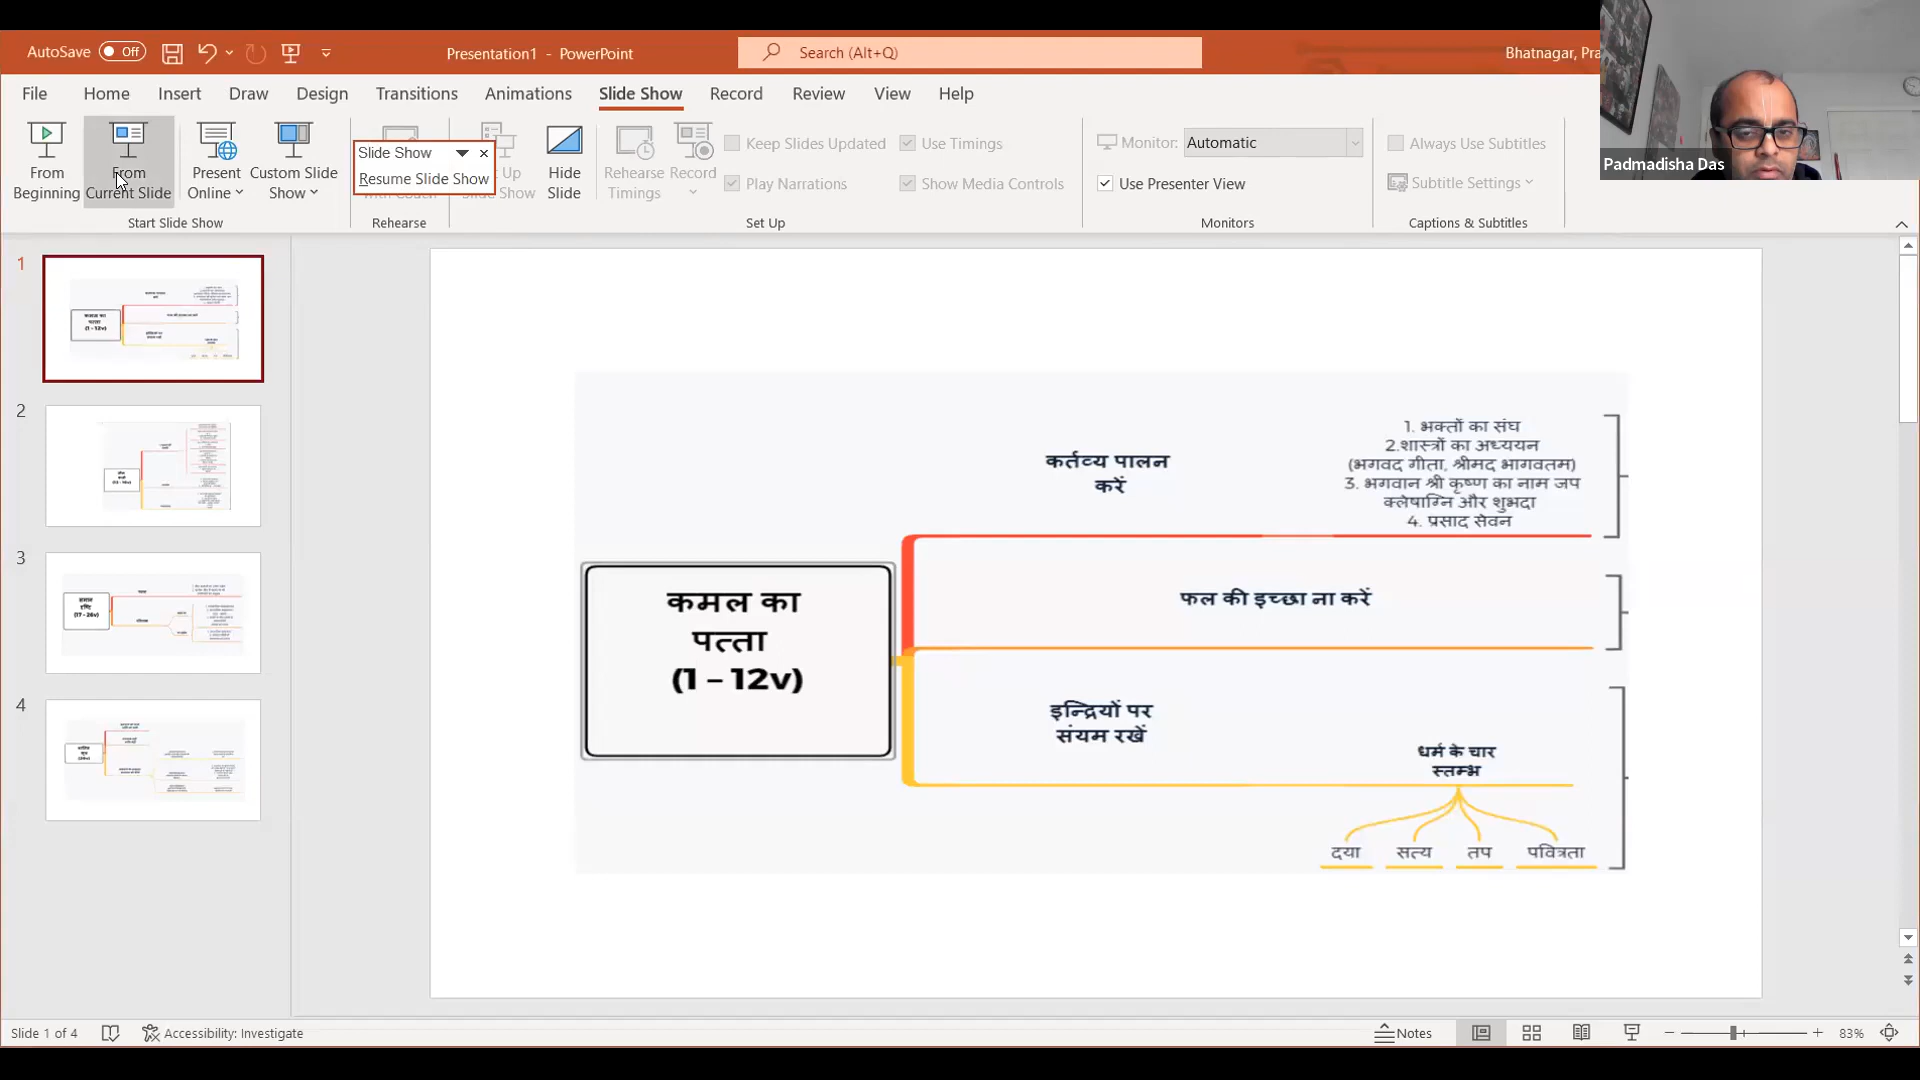 AutoSave Off
Presentation1 - PowerPoint
Search (Alt+Q)
Bhatnagar, Pra
File Home Insert Draw Design Transitions Animations Slide Show Record Review View Help
From Beginning
From Current Slide
Present Online
Custom Slide Show
Start Slide Show
Slide Show
Resume Slide Show
Rehearse
Hide Slide
Rehearse Timings
Record
Keep Slides Updated
Play Narrations
Use Timings
Show Media Controls
Set Up
Monitor: Automatic
Use Presenter View
Monitors
Always Use Subtitles
Subtitle Settings
Captions & Subtitles
Padmadisha Das
1
2
3
4
कर्तव्य पालन
करें
1. भक्तों का संघ
2.शास्त्रों का अध्ययन
(भगवद गीता, श्रीमद भागवतम)
3. भगवान श्री कृष्ण का नाम जप
क्लेषाग्नि और शुभदा
4. प्रसाद सेवन
कमल का
पत्ता
(1 – 12v)
फल की इच्छा ना करें
इन्द्रियों पर
संयम रखें
धर्म के चार
स्तम्भ
दया सत्य तप पवित्रता
Slide 1 of 4
Accessibility: Investigate
Notes
83%